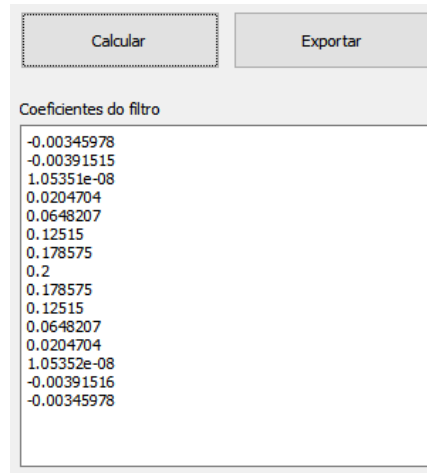 Calcular
Exportar
Coeficientes do filtro
-0.00345978
-0.00391515
1.05351e-08
0.0204704
0.0648207
0.12515
0.178575
0.2
0.178575
0.12515
0.0648207
0.0204704
1.05352e-08
-0.00391516
-0.00345978